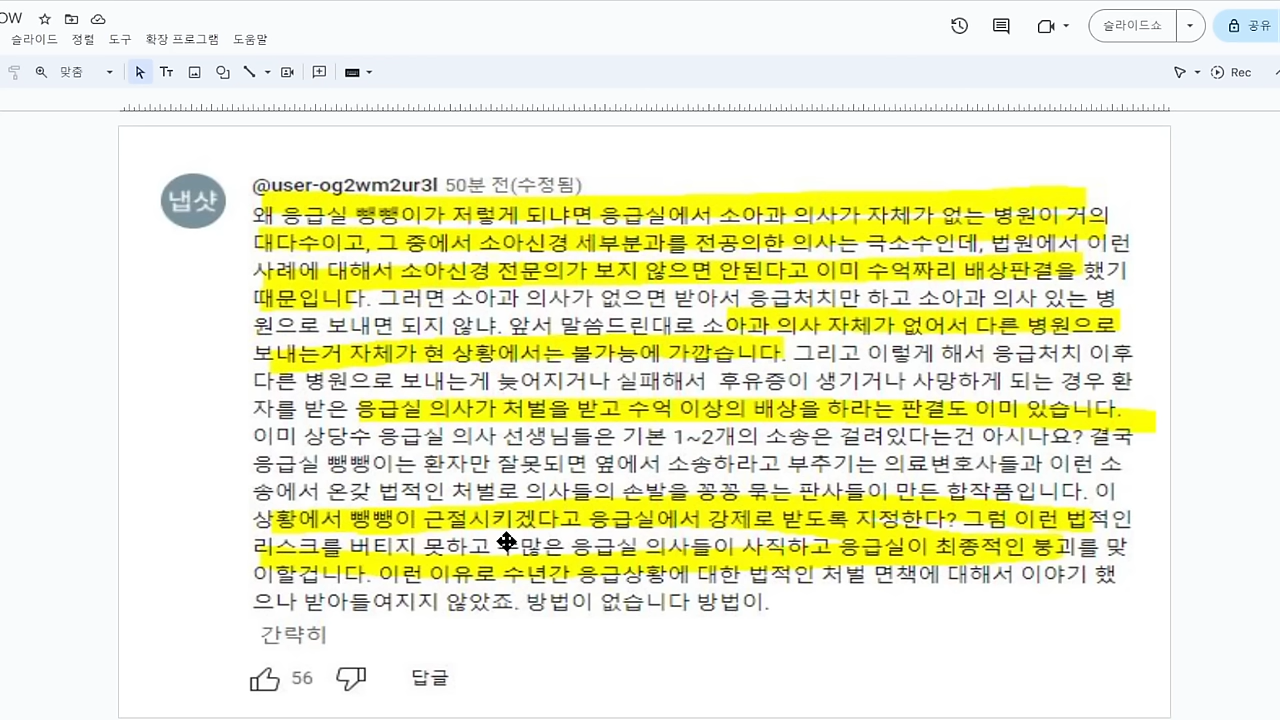 OW
슬라이드 정렬 도구 확장 프로그램 도움말
슬라이드쇼
공유
맞춤
Tт
Rec
냅샷
@user-og2wm2ur3l 50분 전(수정됨)
왜 응급실 뺑뺑이가 저렇게 되냐면 응급실에서 소아과 의사가 자체가 없는 병원이 거의
대다수이고, 그 중에서 소아신경 세부분과를 전공의한 의사는 극소수인데, 법원에서 이런
사례에 대해서 소아신경 전문의가 보지 않으면 안된다고 이미 수억짜리 배상판결을 했기
때문입니다. 그러면 소아과 의사가 없으면 받아서 응급처치만 하고 소아과 의사 있는 병
원으로 보내면 되지 않냐. 앞서 말씀드린대로 소아과 의사 자체가 없어서 다른 병원으로
보내는거 자체가 현 상황에서는 불가능에 가깝습니다. 그리고 이렇게 해서 응급처치 이후
다른 병원으로 보내는게 늦어지거나 실패해서 후유증이 생기거나 사망하게 되는 경우 환
자를 받은 응급실 의사가 처벌을 받고 수억 이상의 배상을 하라는 판결도 이미 있습니다.
이미 상당수 응급실 의사 선생님들은 기본 1~2개의 소송은 걸려있다는건 아시나요? 결국
응급실 뺑뺑이는 환자만 잘못되면 옆에서 소송하라고 부추기는 의료변호사들과 이런 소
송에서 온갖 법적인 처벌로 의사들의 손발을 꽁꽁 묶는 판사들이 만든 합작품입니다. 이
상황에서 뺑뺑이 근절시키겠다고 응급실에서 강제로 받도록 지정한다? 그럼 이런 법적인
리스크를 버티지 못하고 많은 응급실 의사들이 사직하고 응급실이 최종적인 붕괴를 맞
이할겁니다. 이런 이유로 수년간 응급상황에 대한 법적인 처벌 면책에 대해서 이야기 했
으나 받아들여지지 않았죠. 방법이 없습니다 방법이.
간략히
56 답글